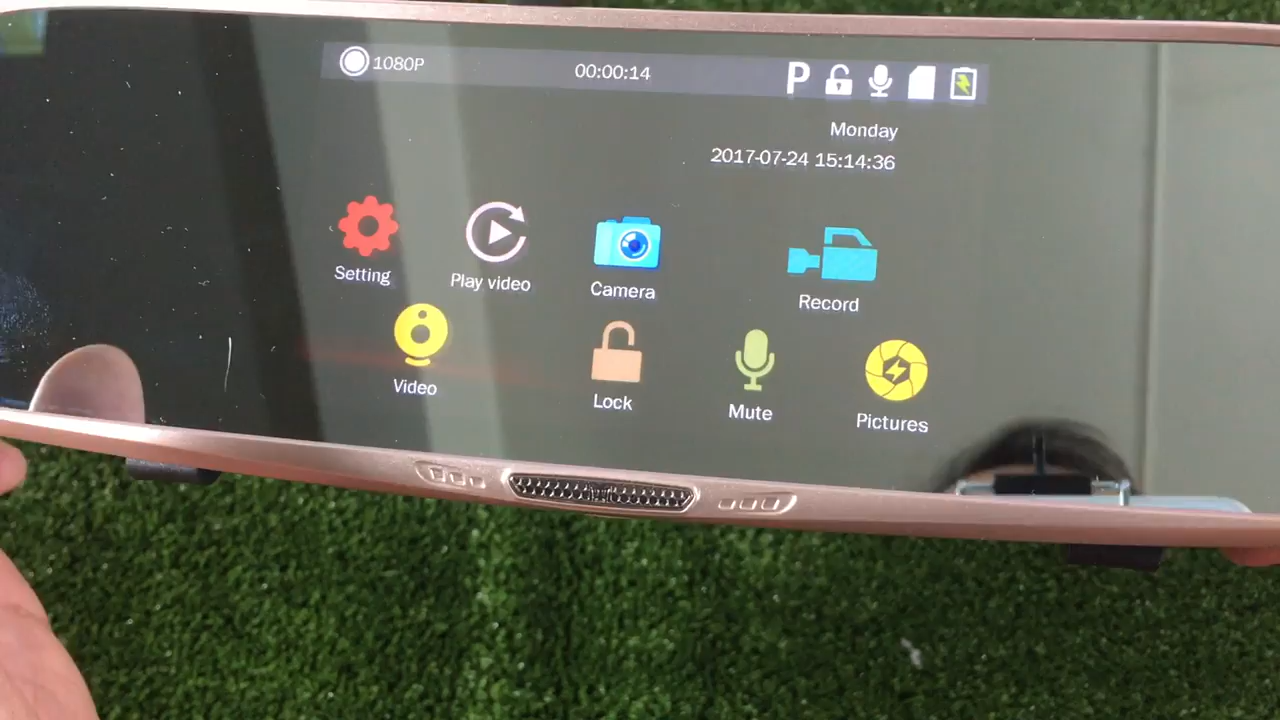 1080P 00:00:14 P
Monday
2017-07-24 15:14:36
Setting Play video Camera Record
Video Lock Mute Pictures